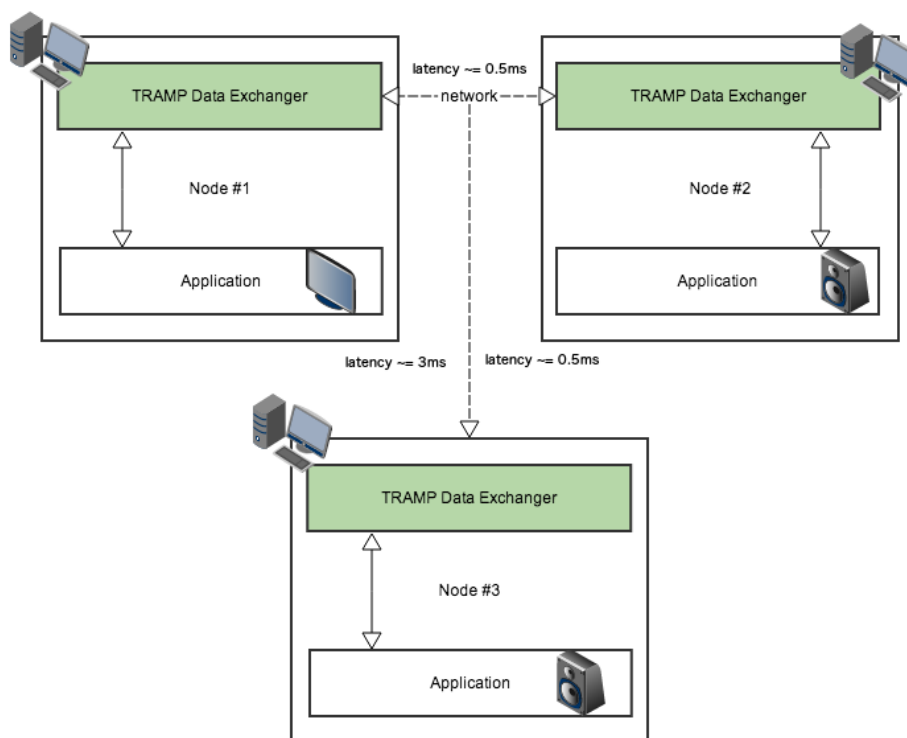 latency ~= 0.5ms
TRAMP Data Exchanger
network
TRAMP Data Exchanger
Node #1
Node #2
Application
Application
latency ~= 3ms
latency ~= 0.5ms
TRAMP Data Exchanger
Node #3
Application